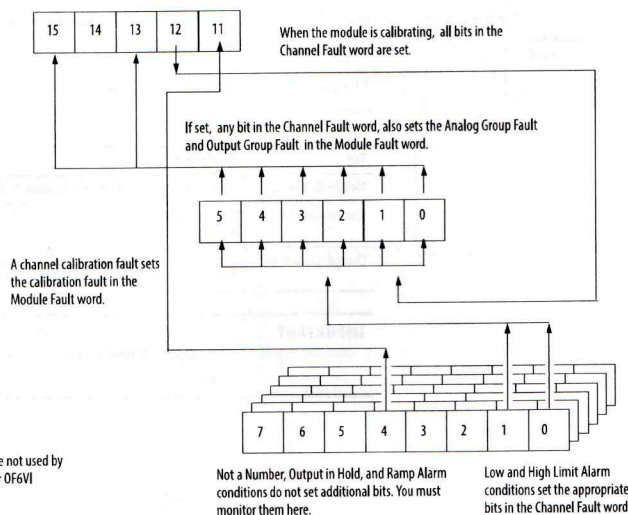 15 14 13 12 11
When the module is calibrating, all bits in the
Channel Fault word are set.
If set, any bit in the Channel Fault word, also sets the Analog Group Fault
and Output Group Fault in the Module Fault word.
5 4 3 2 1 0
A channel calibration fault sets
the calibration fault in the
Module Fault word.
7 6 5 4 3 2 1 0
e not used by
OF6VI
Not a Number, Output in Hold, and Ramp Alarm
conditions do not set additional bits. You must
monitor them here.
Low and High Limit Alarm
conditions set the appropriate
bits in the Channel Fault word